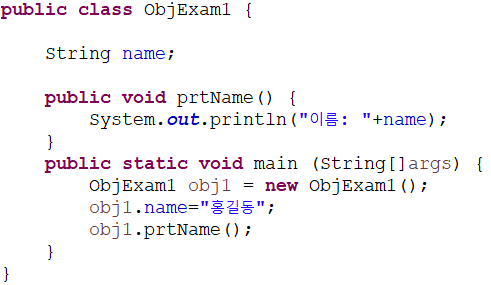 public class ObjExam1 {
String name;
public void prtName() {
System.out.println("이름: "+name);
}
public static void main (String[]args) {
ObjExam1 obj1 = new ObjExam1();
obj1.name="홍길동";
obj1.prtName();
}
}